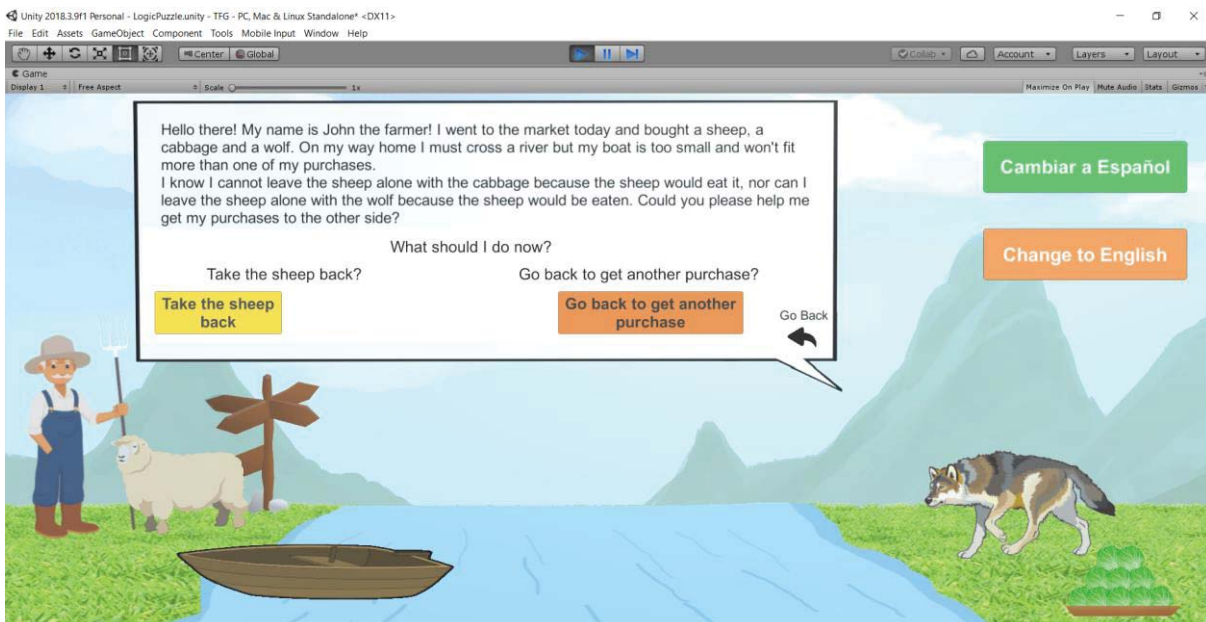 Unity 2018.3.9f1 Personal - LogicPuzzle.unity - TFG - PC, Mac & Linux Standalone* <DX11>
File Edit Assets GameObject Component Tools Mobile Input Window Help
Center Global Collab Account Layers Layout
Game
Display 1 Free Aspect Scale 1x Maximize On Play Mute Audio Stats Gizmos
Hello there! My name is John the farmer! I went to the market today and bought a sheep, a
cabbage and a wolf. On my way home I must cross a river but my boat is too small and won't fit
more than one of my purchases.
I know I cannot leave the sheep alone with the cabbage because the sheep would eat it, nor can I
leave the sheep alone with the wolf because the sheep would be eaten. Could you please help me
get my purchases to the other side?
What should I do now?
Take the sheep back? Go back to get another purchase?
Take the sheep
back
Go back to get another
purchase
Go Back
Cambiar a Español
Change to English